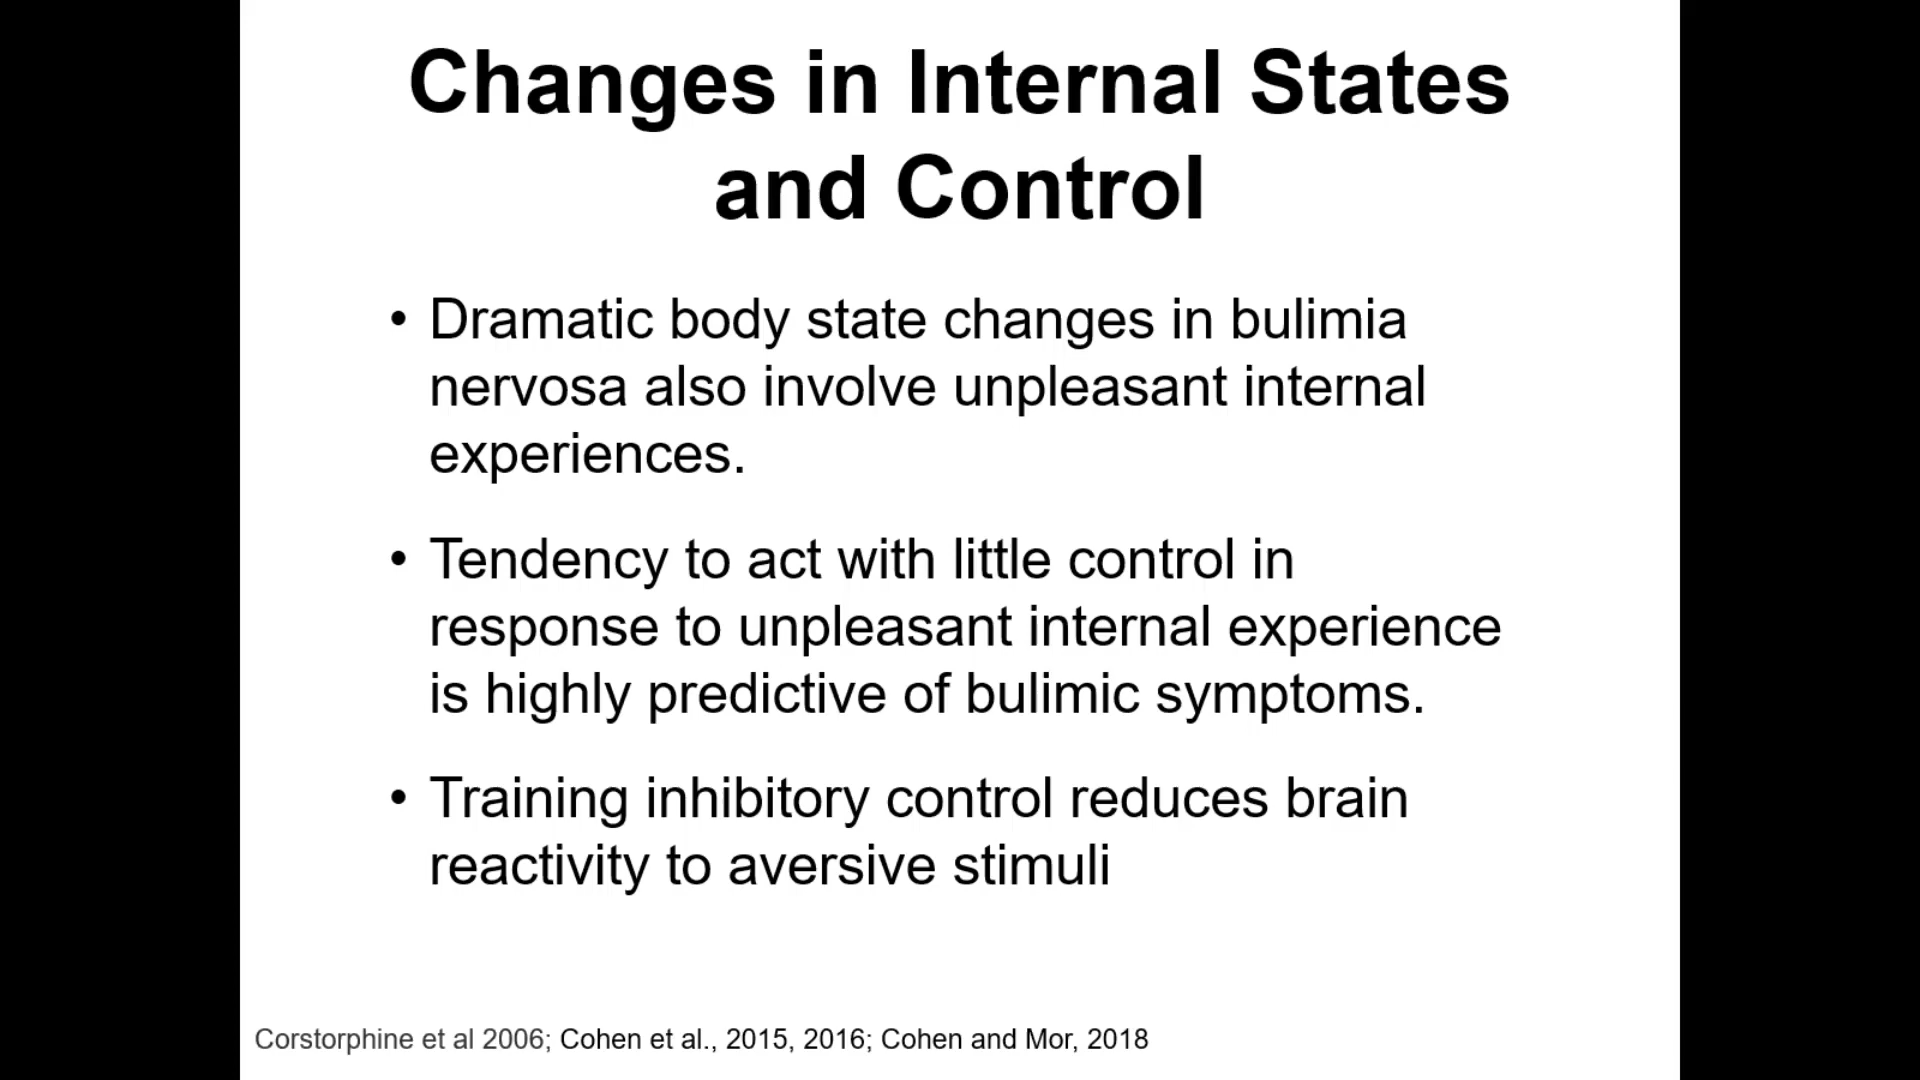 Changes in Internal States
and Control
• Dramatic body state changes in bulimia
nervosa also involve unpleasant internal
experiences.
• Tendency to act with little control in
response to unpleasant internal experience
is highly predictive of bulimic symptoms.
• Training inhibitory control reduces brain
reactivity to aversive stimuli
Corstorphine et al 2006; Cohen et al., 2015, 2016; Cohen and Mor, 2018